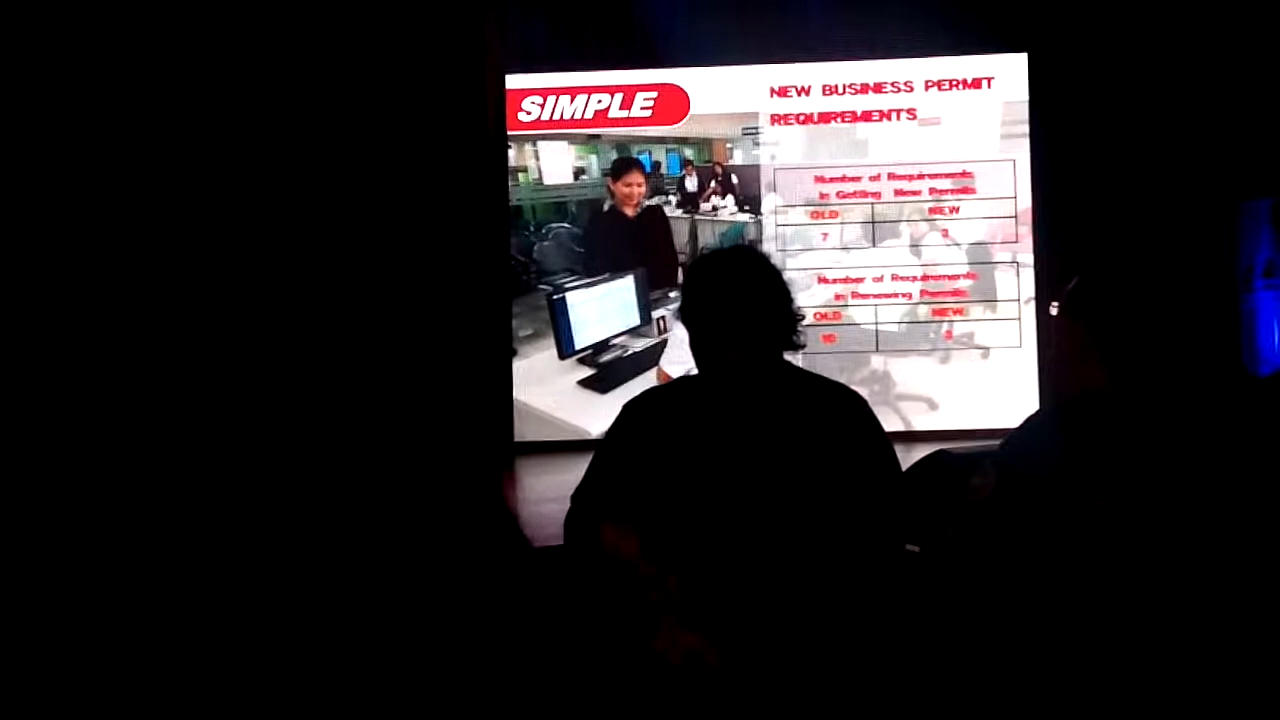 SIMPLE
NEW BUSINESS PERMIT
REQUIREMENTS
Number of Requirements
in Getting New Permits
OLD NEW
7
Number of Requirements
in Renewing Permits
OLD NEW
10